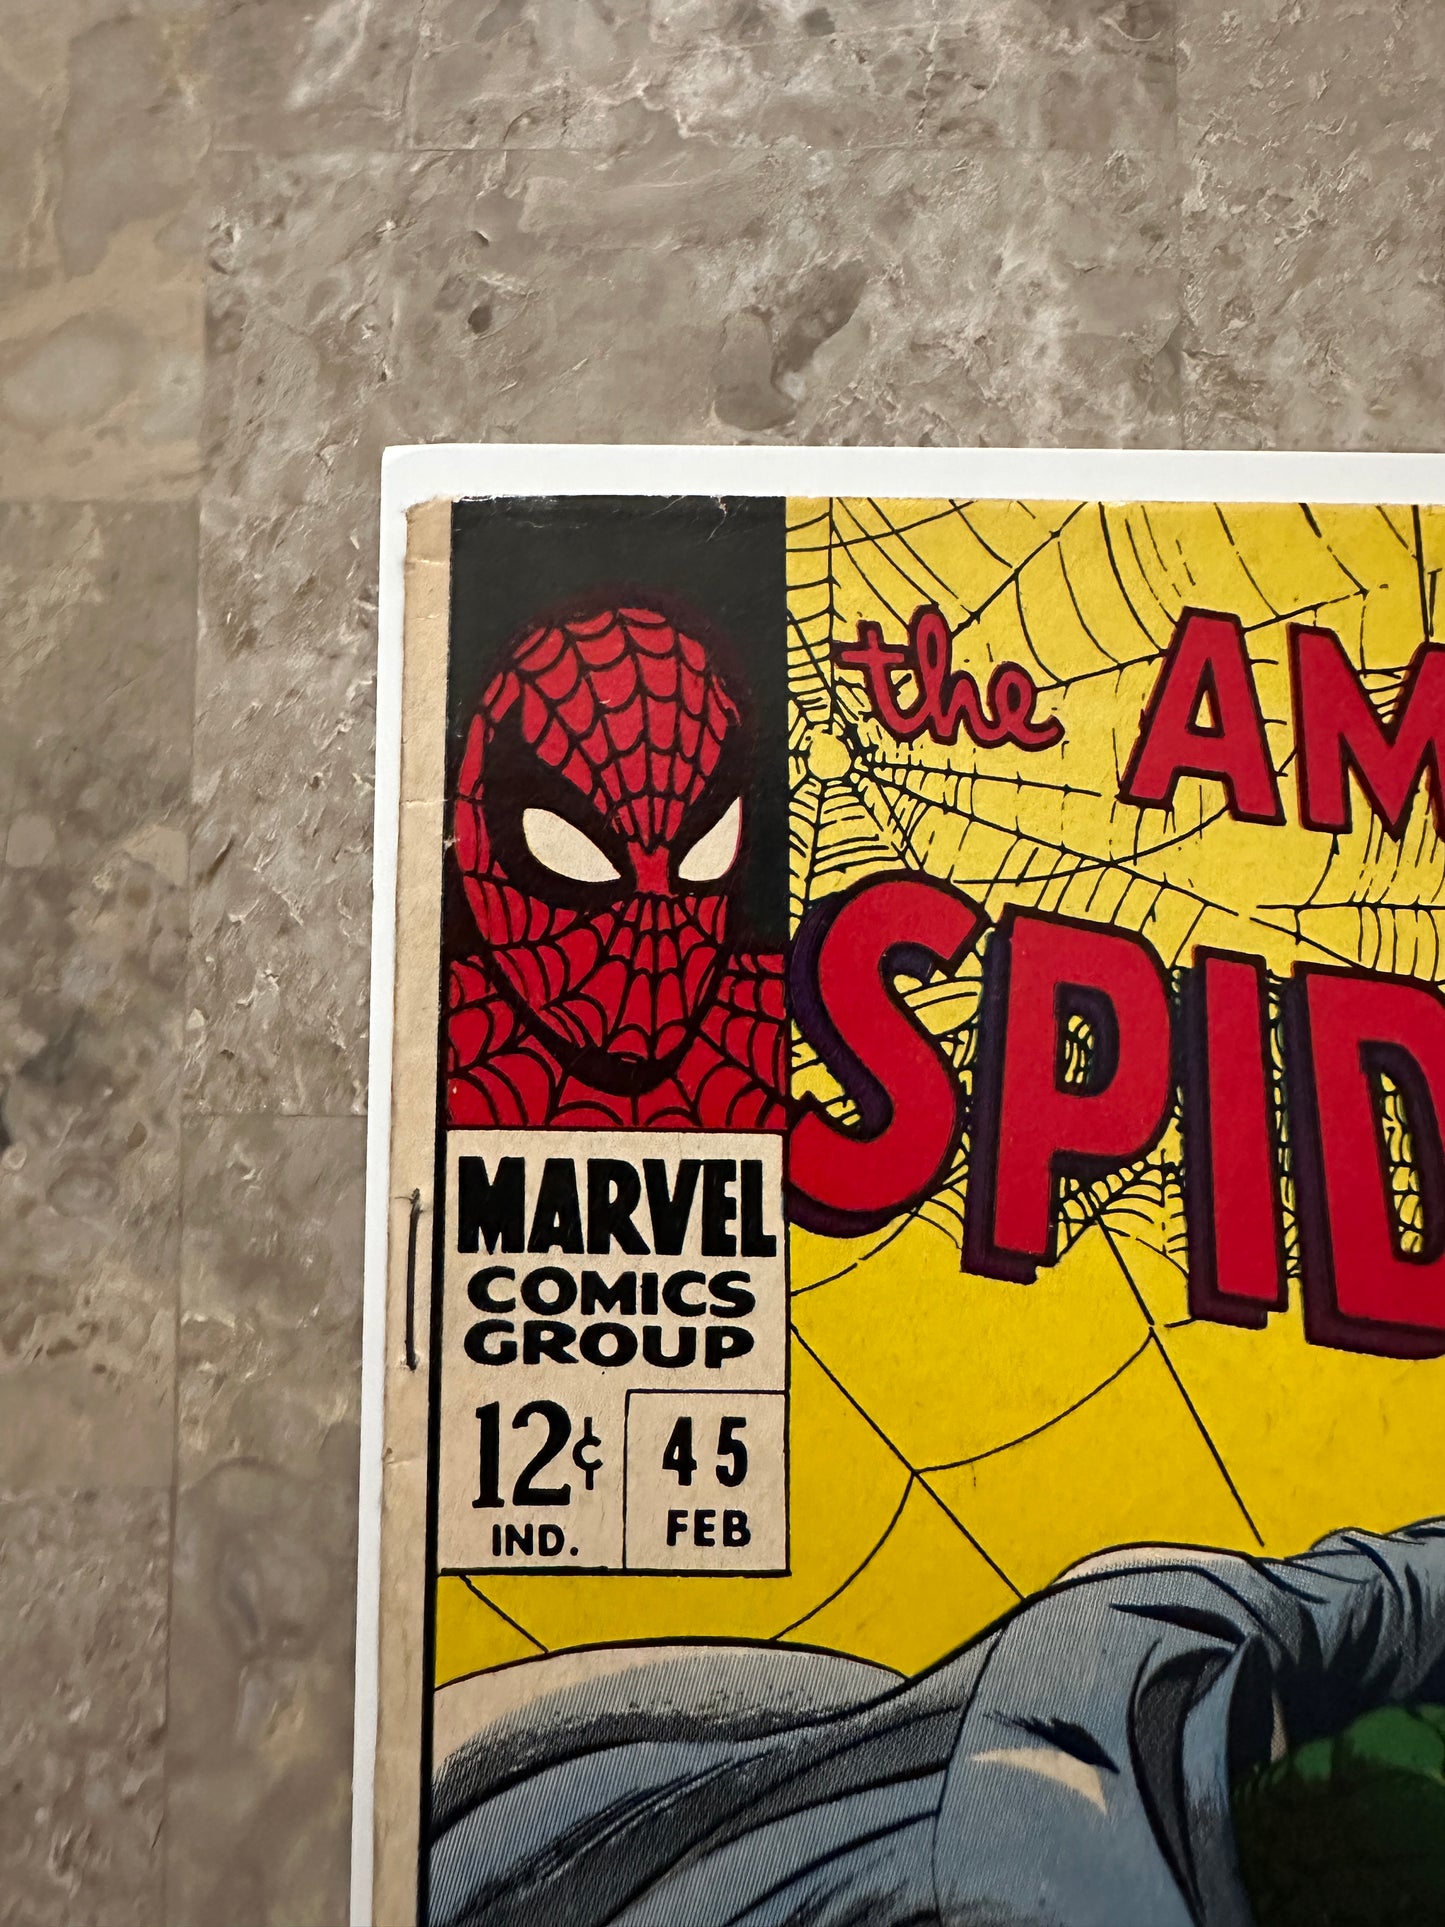 the AM
SPID
MARVEL
COMICS
GROUP
12¢
IND.
45
FEB